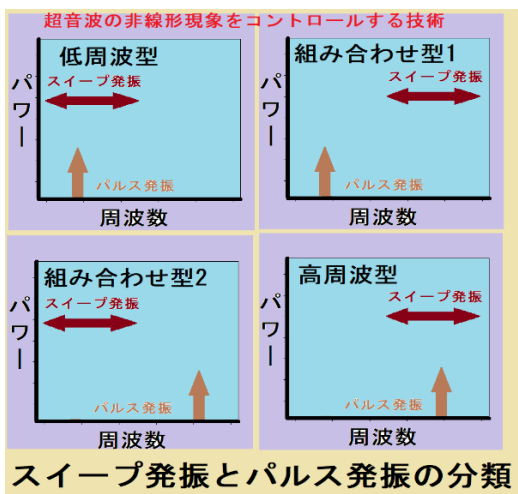 超音波の非線形現象をコントロールする技術
低周波型
スイープ発振
パルス発振
パワー
周波数
組み合わせ型1
スイープ発振
パルス発振
パワー
周波数
組み合わせ型2
スイープ発振
パルス発振
パワー
周波数
高周波型
スイープ発振
パルス発振
パワー
周波数
スイープ発振とパルス発振の分類